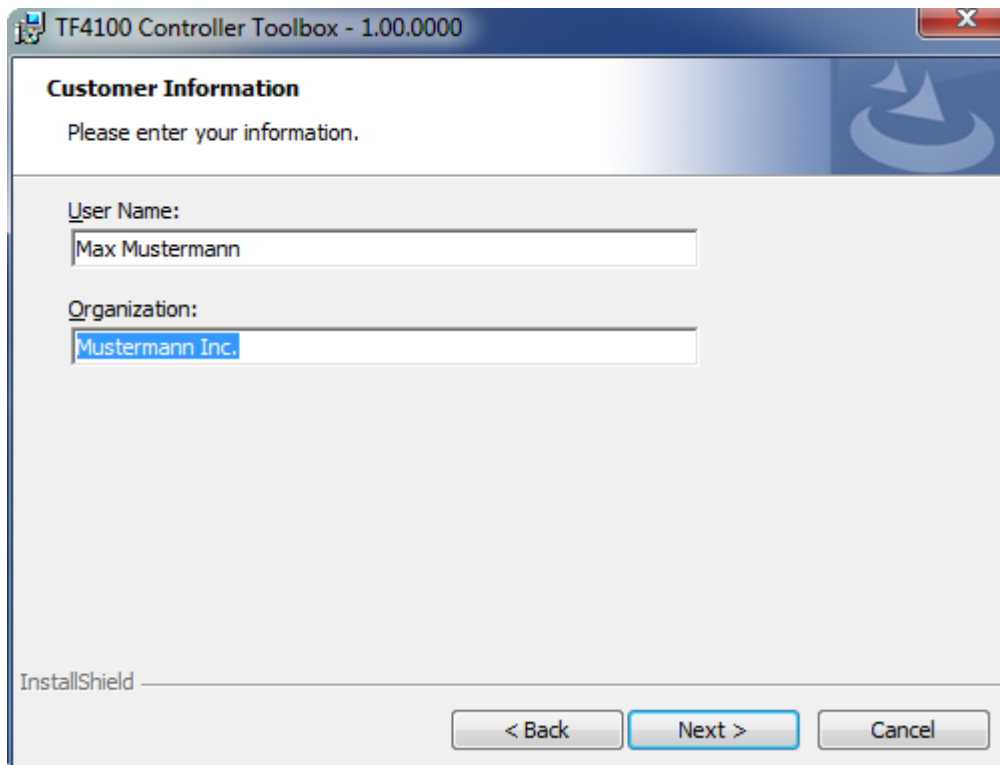 TF4100 Controller Toolbox - 1.00.0000
X
Customer Information
Please enter your information.
User Name:
Max Mustermann
Organization:
Mustermann Inc.
InstallShield
< Back
Next >
Cancel